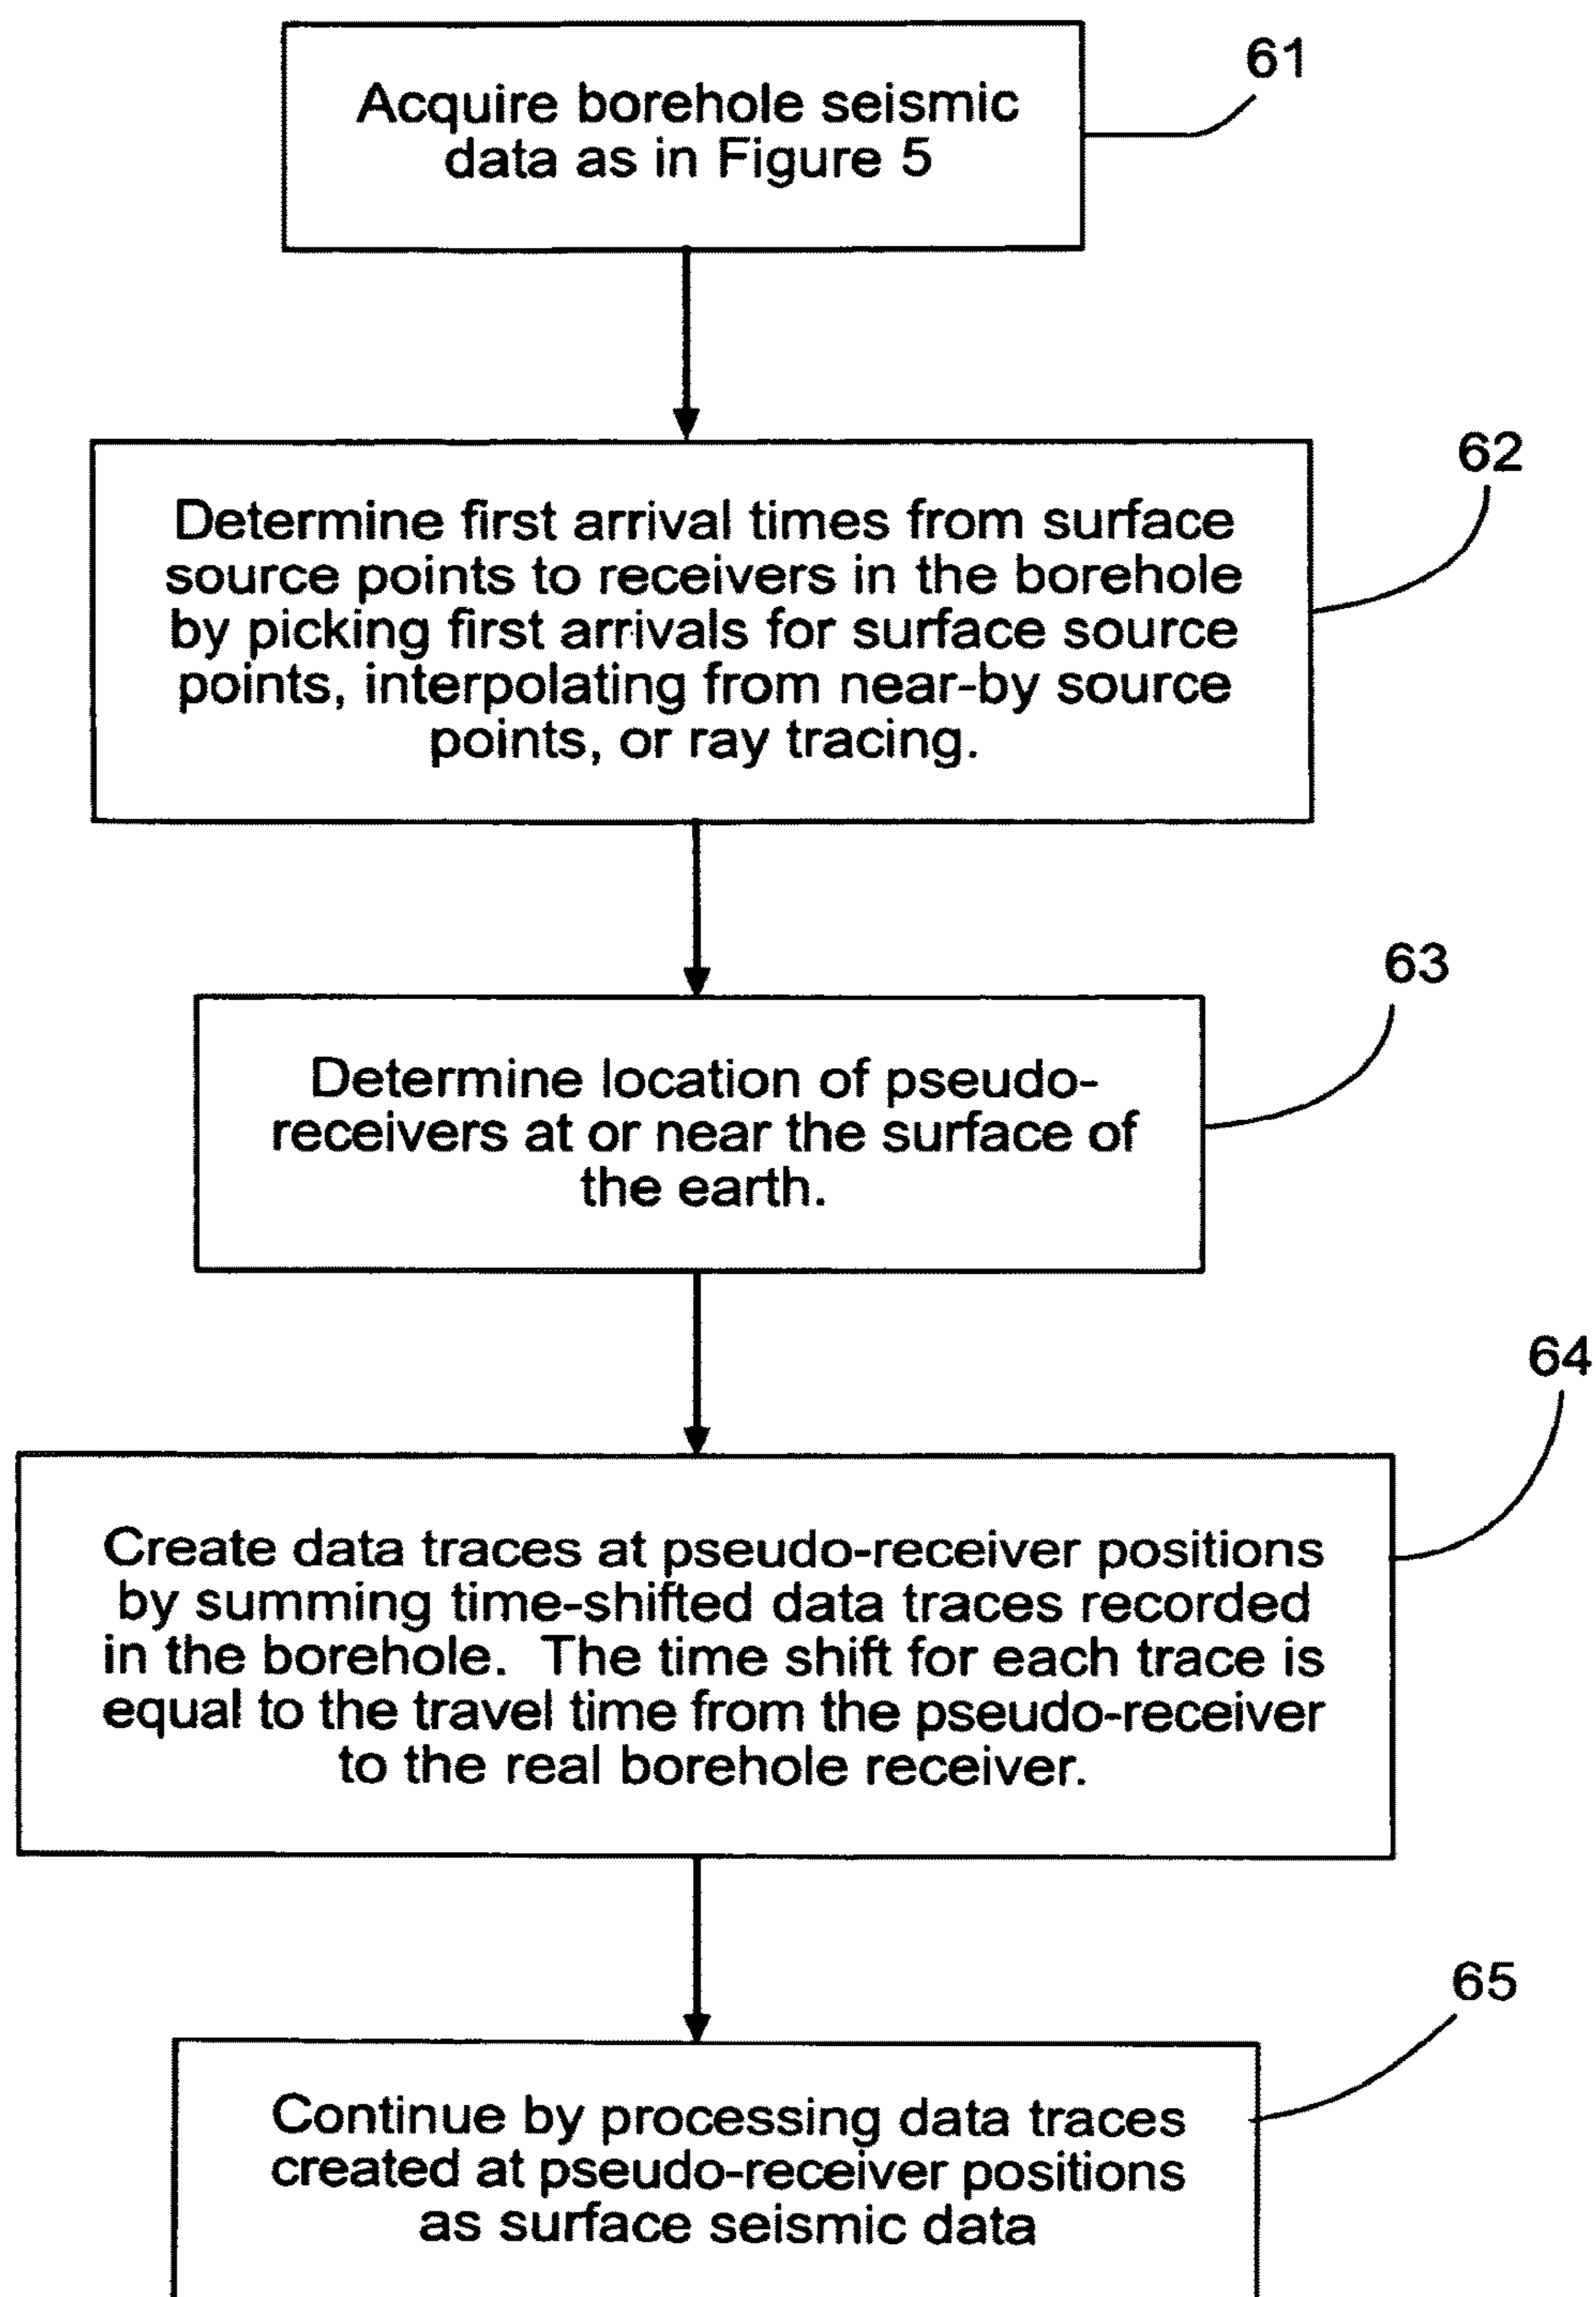 61
Acquire borehole seismic
data as in Figure 5
62
Determine first arrival times from surface
source points to receivers in the borehole
by picking first arrivals for surface source
points, interpolating from near-by source
points, or ray tracing.
63
Determine location of pseudo-
receivers at or near the surface of
the earth.
64
Create data traces at pseudo-receiver positions
by summing time-shifted data traces recorded
in the borehole.  The time shift for each trace is
equal to the travel time from the pseudo-receiver
to the real borehole receiver.
65
Continue by processing data traces
created at pseudo-receiver positions
as surface seismic data